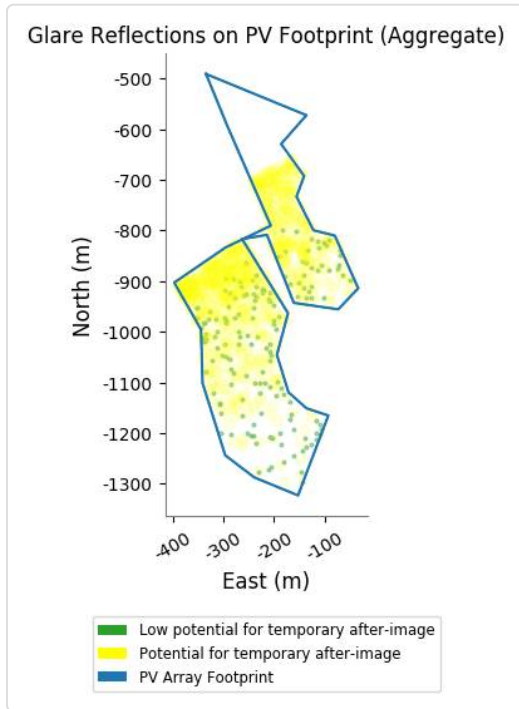 Glare Reflections on PV Footprint (Aggregate)
-500
-600
-700
-800
-900
-1000
-1100
-1200
-1300
North (m)
-400
-300
-200
-100
East (m)
Low potential for temporary after-image
Potential for temporary after-image
PV Array Footprint